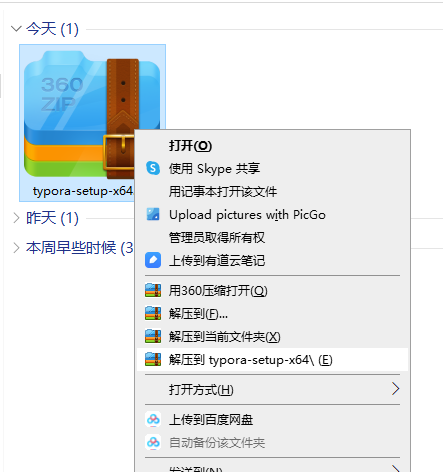 今天 (1)
360
ZIP
typora-setup-x64
昨天 (1)
本周早些时候 (3
打开(O)
使用 Skype 共享
用记事本打开该文件
Upload pictures with PicGo
管理员取得所有权
上传到有道云笔记
用360压缩打开(Q)
解压到(F)...
解压到当前文件夹(X)
解压到 typora-setup-x64\ (E)
打开方式(H)
上传到百度网盘
自动备份该文件夹
发送到(N)